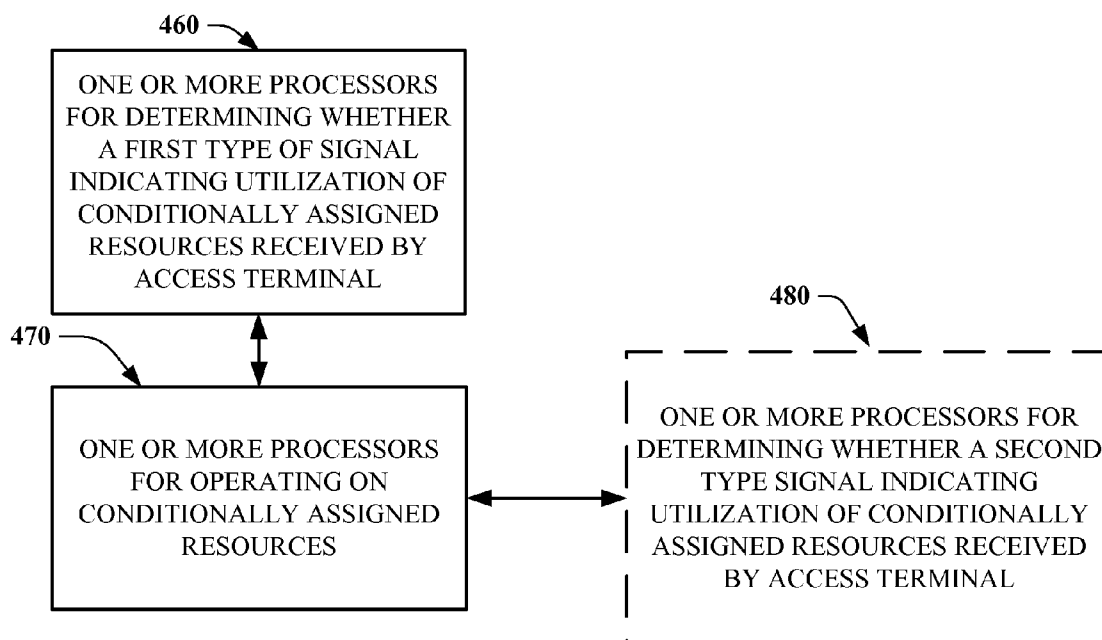 460
ONE OR MORE PROCESSORS
FOR DETERMINING WHETHER
A FIRST TYPE OF SIGNAL
INDICATING UTILIZATION OF
CONDITIONALLY ASSIGNED
RESOURCES RECEIVED BY
ACCESS TERMINAL
470
ONE OR MORE PROCESSORS
FOR OPERATING ON
CONDITIONALLY ASSIGNED
RESOURCES
480
ONE OR MORE PROCESSORS FOR
DETERMINING WHETHER A SECOND
TYPE SIGNAL INDICATING
UTILIZATION OF CONDITIONALLY
ASSIGNED RESOURCES RECEIVED
BY ACCESS TERMINAL